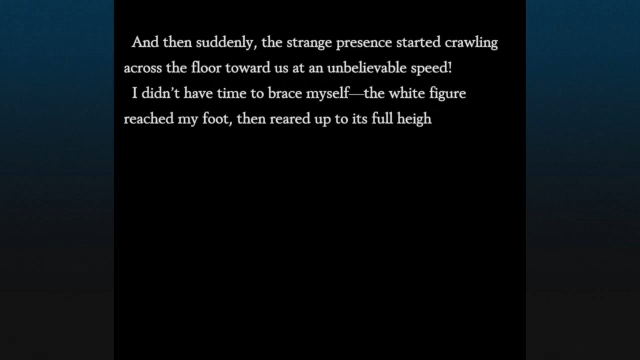 And then suddenly, the strange presence started crawling
across the floor toward us at an unbelievable speed!
I didn't have time to brace myself—the white figure
reached my foot, then reared up to its full heigh